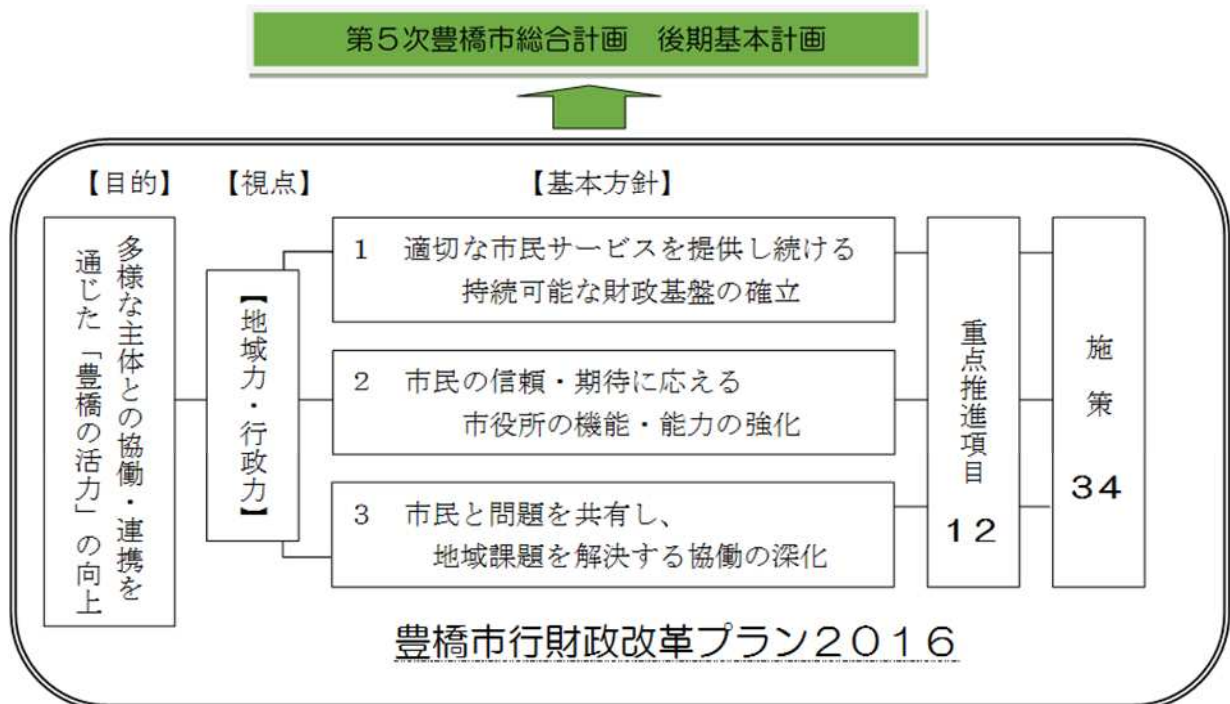 第５次豊橋市総合計画　後期基本計画
【目的】
【視点】
【基本方針】
多様な主体との協働・連携を
通じた「豊橋の活力」の向上
【地域力・行政力】
1　適切な市民サービスを提供し続ける
持続可能な財政基盤の確立
2　市民の信頼・期待に応える
市役所の機能・能力の強化
3　市民と問題を共有し、
地域課題を解決する協働の深化
重点推進項目
１２
施策
34
豊橋市行財政改革プラン２０１６